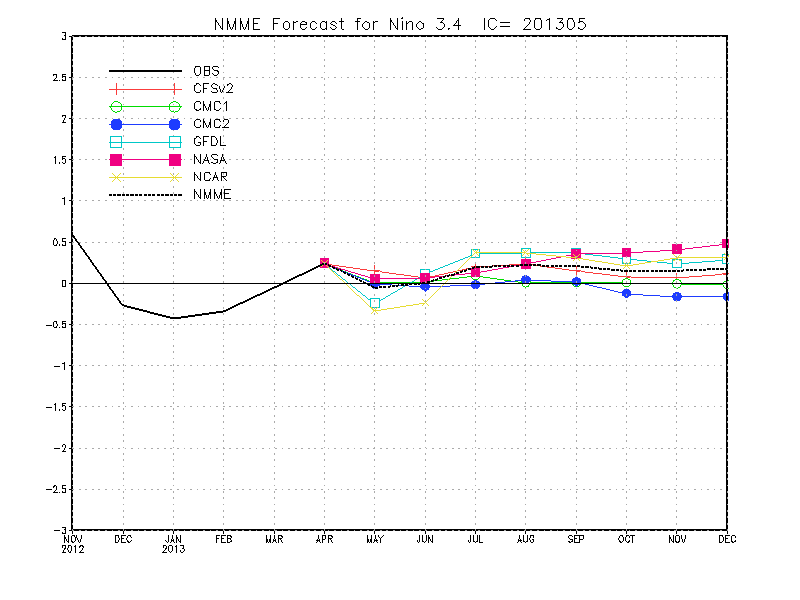 NMME Forecast for Nino 3.4 IC= 201305
3
2.5
2
1.5
1
0.5
0
-0.5
-1
-1.5
-2
-2.5
-3
OBS
CFSv2
CMC1
CMC2
GFDL
NASA
NCAR
NMME
NOV DEC JAN FEB MAR APR MAY JUN JUL AUG SEP OCT NOV DEC
2012 2013